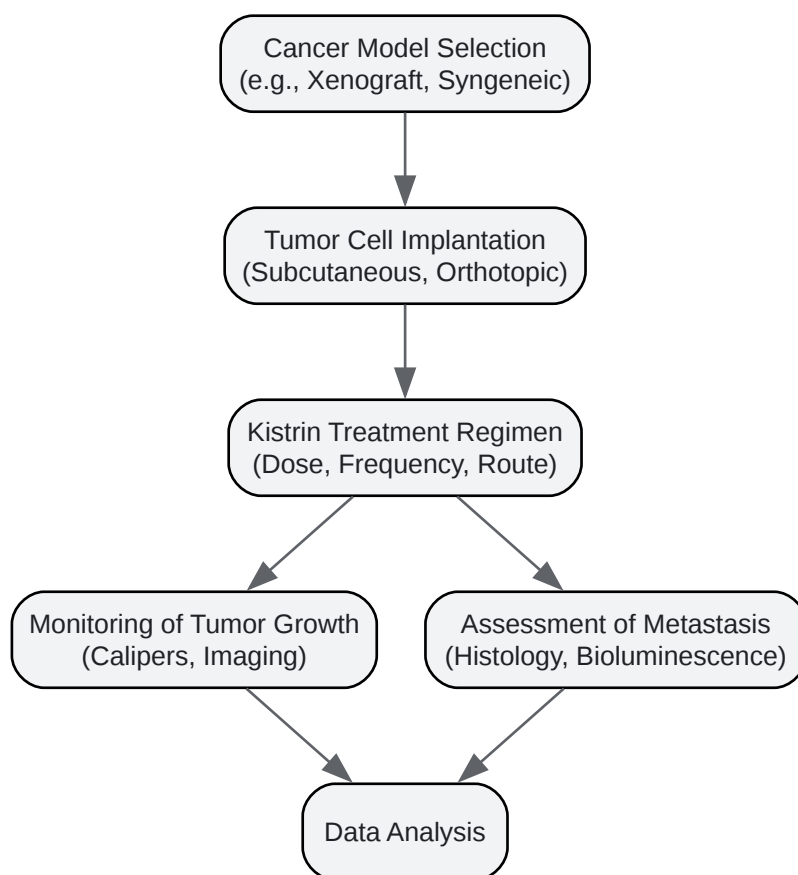 Cancer Model Selection
(e.g., Xenograft, Syngeneic)
Tumor Cell Implantation
(Subcutaneous, Orthotopic)
Kistrin Treatment Regimen
(Dose, Frequency, Route)
Monitoring of Tumor Growth
(Calipers, Imaging)
Assessment of Metastasis
(Histology, Bioluminescence)
Data Analysis